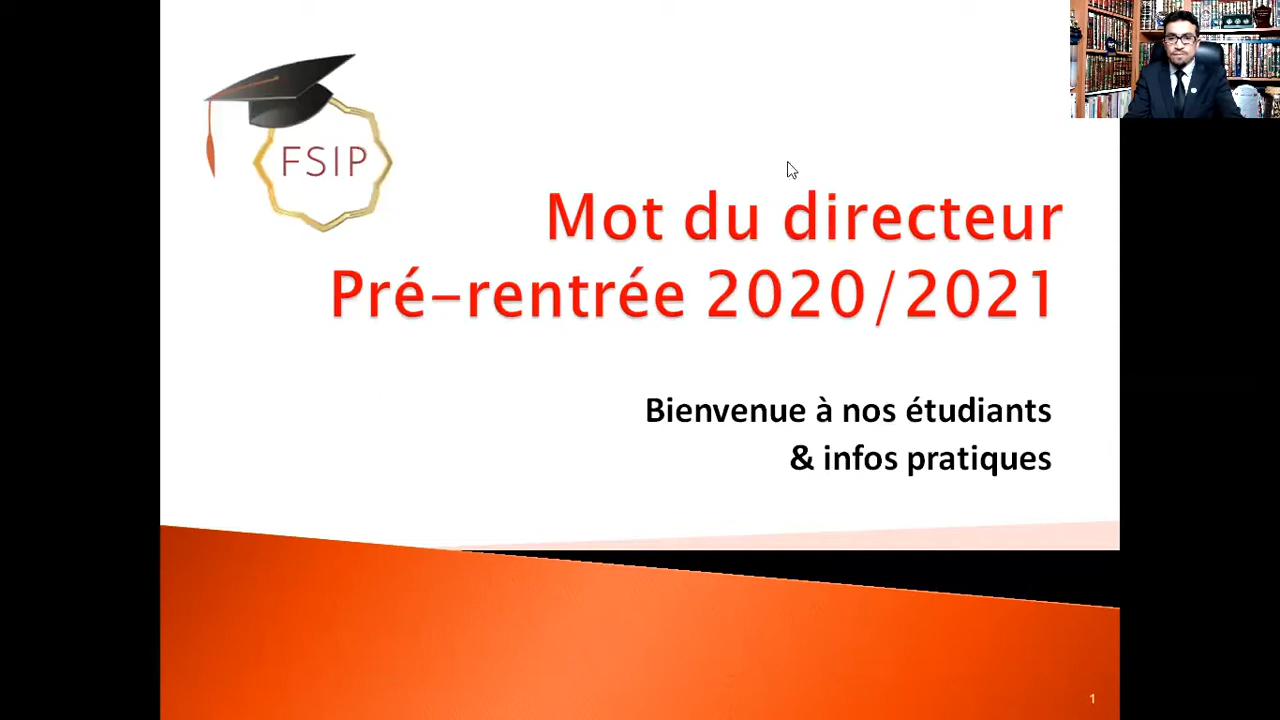 FSIP
Mot du directeur
Pré-rentrée 2020/2021
Bienvenue à nos étudiants
& infos pratiques
1